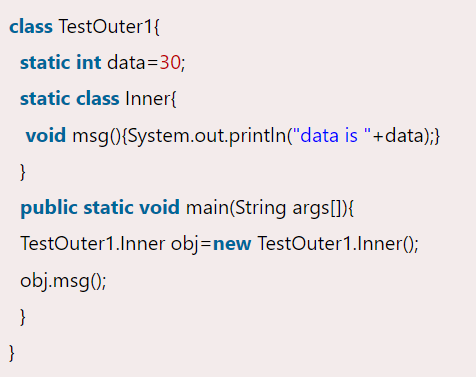 class TestOuter1{
static int data=30;
static class Inner{
void msg(){System.out.println("data is "+data);}
}
public static void main(String args[]){
TestOuter1.Inner obj=new TestOuter1.Inner();
obj.msg();
}
}